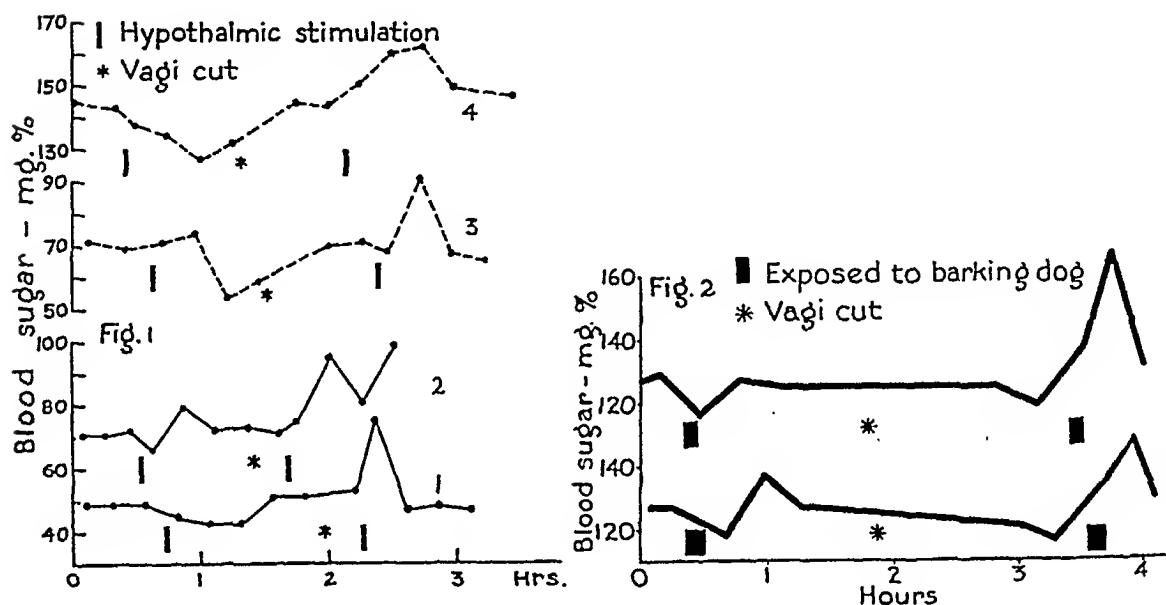 170
Hypothalmic stimulation
* Vagi cut
150
4
130
90
3
70
50
Fig. 1
100
2
80
60
1
40
0 1 2 3 Hrs.
Blood sugar – mg. %
160
Fig. 2
Exposed to barking dog
* Vagi cut
140
120
120
0 1 2 3 4
Hours
Blood sugar – mg. %